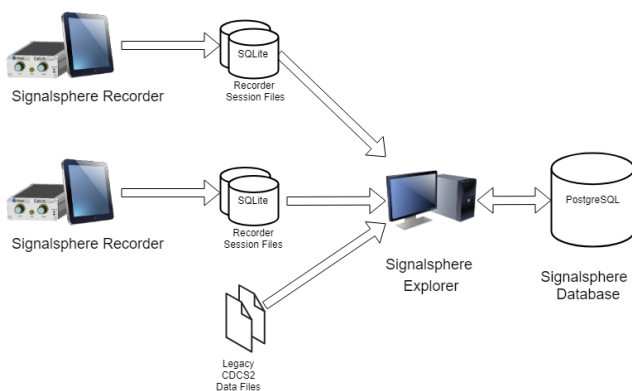 SQLite
Recorder
Session Files
Signalsphere Recorder
SQLite
Recorder
Session Files
Signalsphere Recorder
PostgreSQL
Signalsphere
Explorer
Signalsphere
Database
Legacy
CDCS2
Data Files